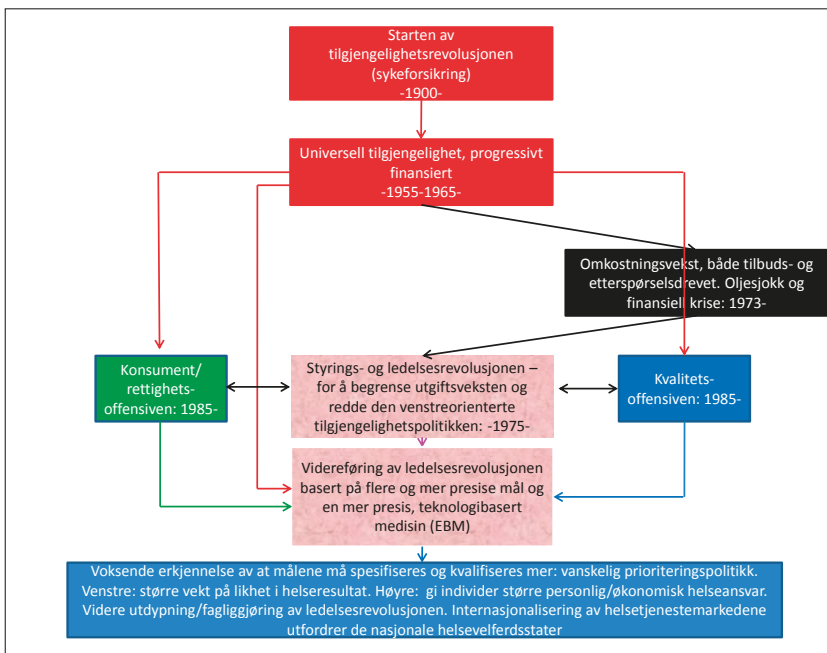 Starten av
tilgjengelighetsrevolusjonen
(sykeforsikring)
-1900-
Universell tilgjengelighet, progressivt
finansiert
-1955-1965-
Omkostningsvekst, både tilbuds- og
etterspørselsdrevet. Oljesjokk og
finansiell krise: 1973-
Konsument/
rettighets-
offensiven: 1985-
Styrings- og ledelsesrevolusjonen –
for å begrense utgiftsveksten og
redde den venstreorienterte
tilgjengelighetspolitikken: -1975-
Kvalitets-
offensiven: 1985-
Videreføring av ledelsesrevolusjonen
basert på flere og mer presise mål og
en mer presis, teknologibasert
medisin (EBM)
Voksende erkjennelse av at målene må spesifiseres og kvalifiseres mer: vanskelig prioriteringspolitikk.
Venstre: større vekt på likhet i helseresultat. Høyre: gi individer større personlig/økonomisk helseansvar.
Videre utdypning/fagliggjøring av ledelsesrevolusjonen. Internasjonalisering av helsetjenestemarkedene
utfordrer de nasjonale helsevelferdsstater